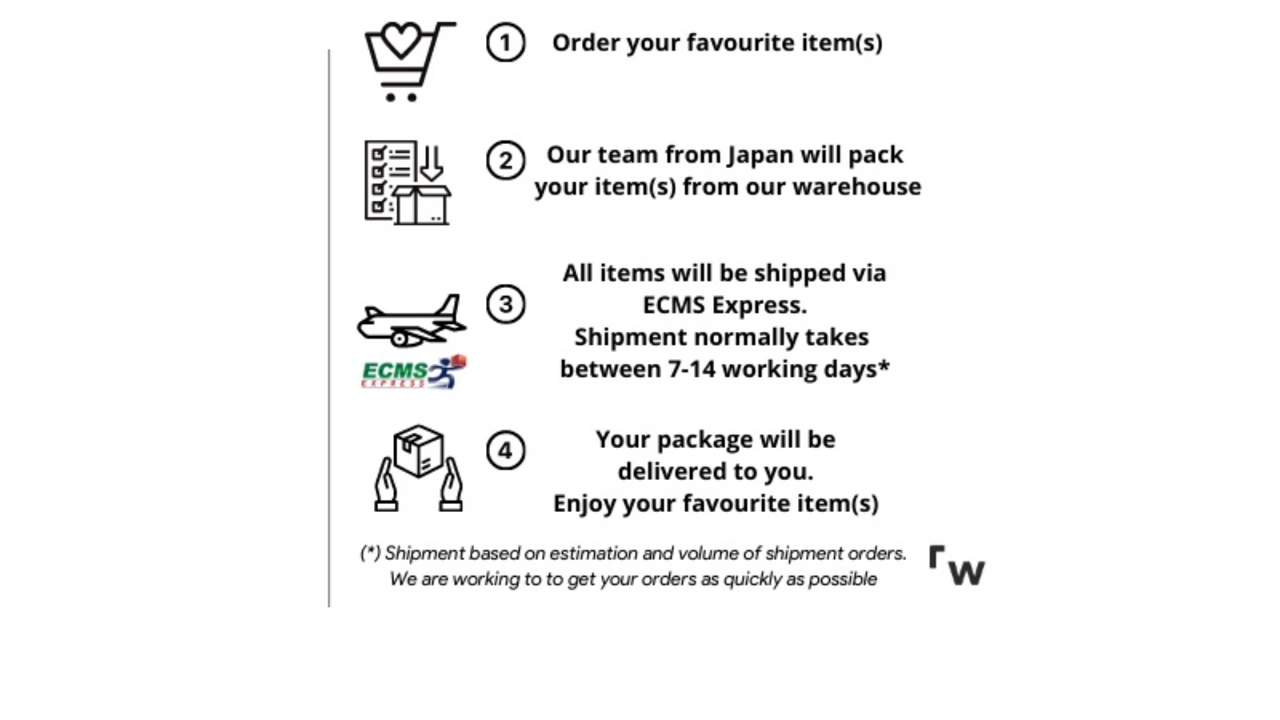 1 Order your favourite item(s)
2 Our team from Japan will pack
your item(s) from our warehouse
All items will be shipped via
3 ECMS Express.
Shipment normally takes
between 7-14 working days*
ECMS
EXPRESS
4 Your package will be
delivered to you.
Enjoy your favourite item(s)
(*) Shipment based on estimation and volume of shipment orders.
We are working to to get your orders as quickly as possible
rw